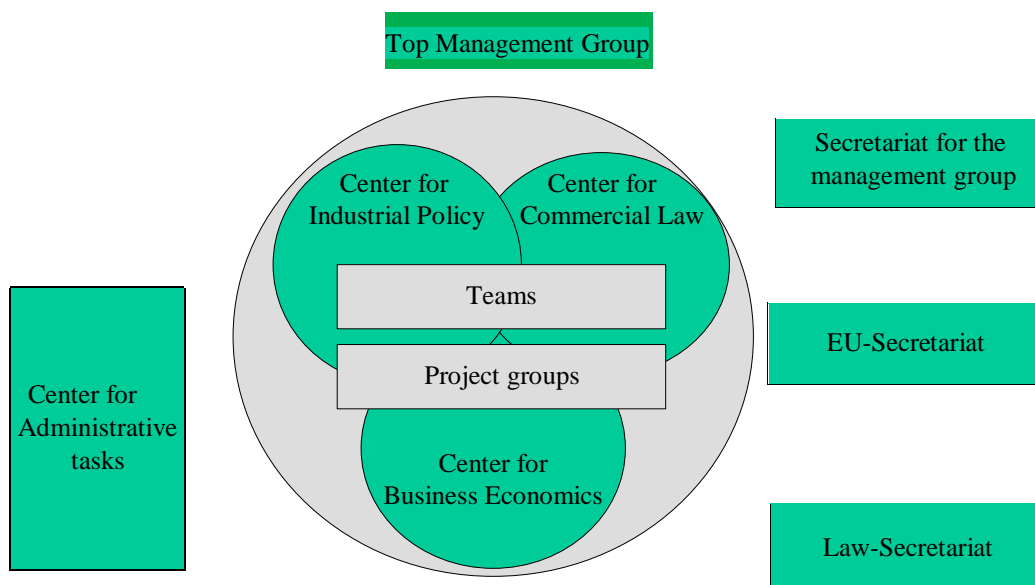 Top Management Group
Center for
Industrial Policy
Center for
Commercial Law
Secretariat for the
management group
Teams
EU-Secretariat
Project groups
Center for
Administrative
tasks
Center for
Business Economics
Law-Secretariat